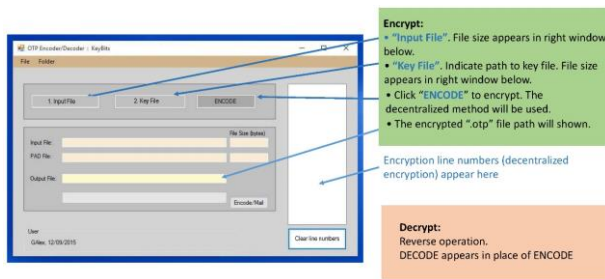 OTP Encoder/Decoder : KeyBits
File Folder
1. Input File
2. Key File
ENCODE
File Size (bytes)
Input File:
PAD File:
Output File:
Encode/Mail
User
GAlex, 12/09/2015
Clear line numbers
Encrypt:
• "Input File". File size appears in right window
below.
• "Key File". Indicate path to key file. File size
appears in right window below.
• Click "ENCODE" to encrypt. The
decentralized method will be used.
• The encrypted ".otp" file path will shown.
Encryption line numbers (decentralized
encryption) appear here
Decrypt:
Reverse operation.
DECODE appears in place of ENCODE